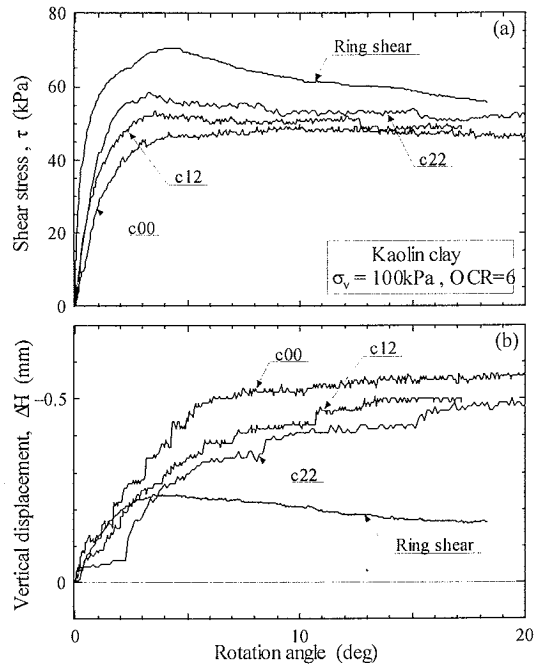 80
(a)
Ring shear
60
40
c12
c22
20
c00
Kaolin clay
σv = 100kPa , OCR=6
0
Shear stress , τ (kPa)
(b)
c00
c12
-0.5
c22
Ring shear
0
Vertical displacement, ΔH (mm)
0
10
20
Rotation angle (deg)